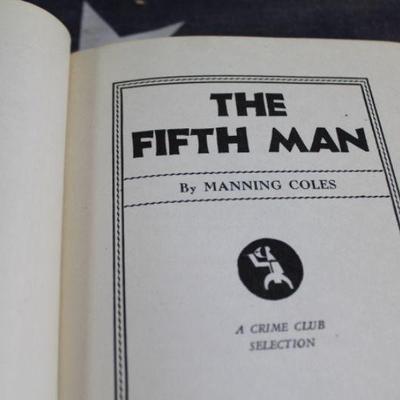 THE
FIFTH MAN
By MANNING COLES
A CRIME CLUB
SELECTION